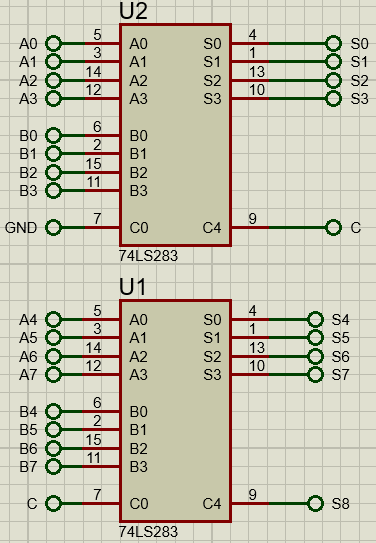 U2
A0 5 A0 S0 4 S0
A1 3 A1 S1 1 S1
A2 14 A2 S2 13 S2
A3 12 A3 S3 10 S3
B0 6 B0
B1 2 B1
B2 15 B2
B3 11 B3
GND 7 C0 C4 9 C
74LS283
U1
A4 5 A0 S0 4 S4
A5 3 A1 S1 1 S5
A6 14 A2 S2 13 S6
A7 12 A3 S3 10 S7
B4 6 B0
B5 2 B1
B6 15 B2
B7 11 B3
C 7 C0 C4 9 S8
74LS283